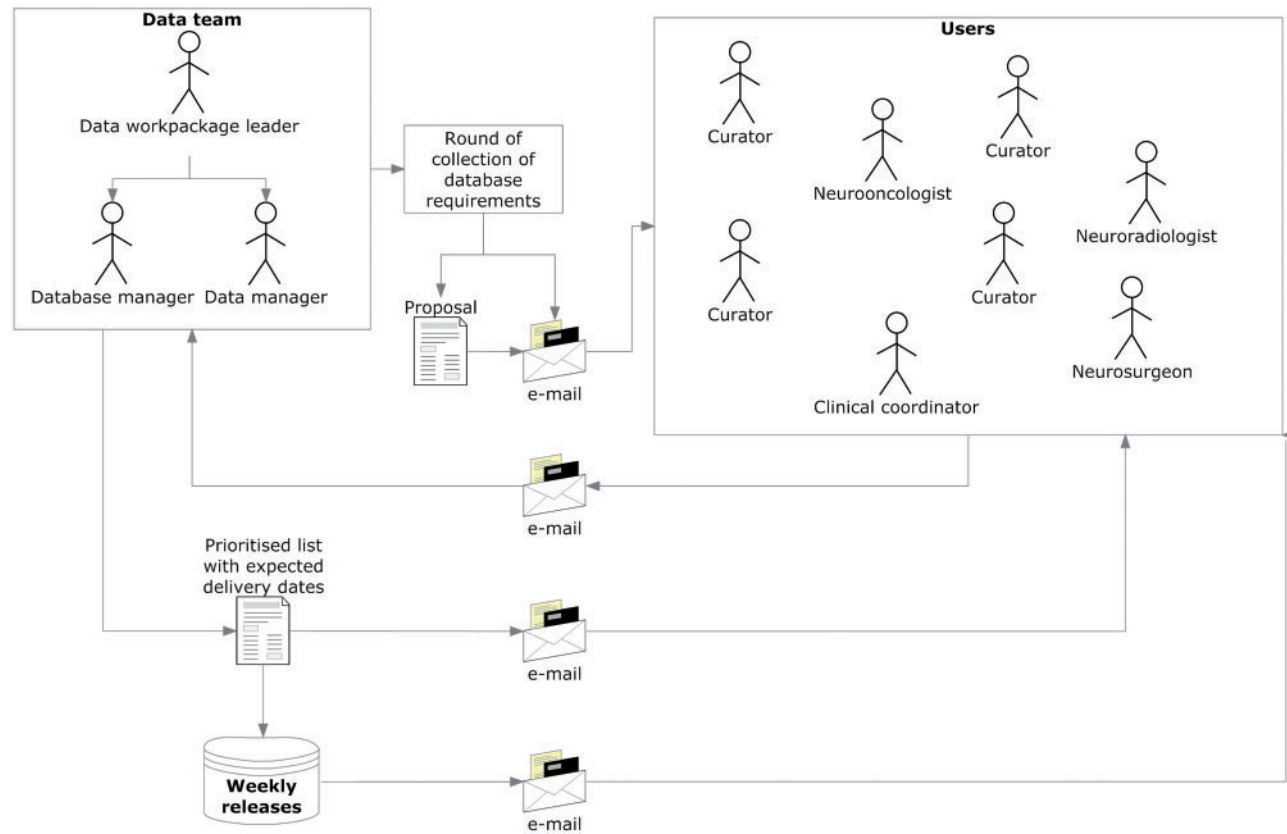 Data team
Data workpackage leader
Database manager
Data manager
Round of
collection of
database
requirements
Proposal
e-mail
Users
Curator
Curator
Neurooncologist
Neuroradiologist
Curator
Curator
Neurosurgeon
Clinical coordinator
e-mail
Prioritised list
with expected
delivery dates
e-mail
Weekly
releases
e-mail